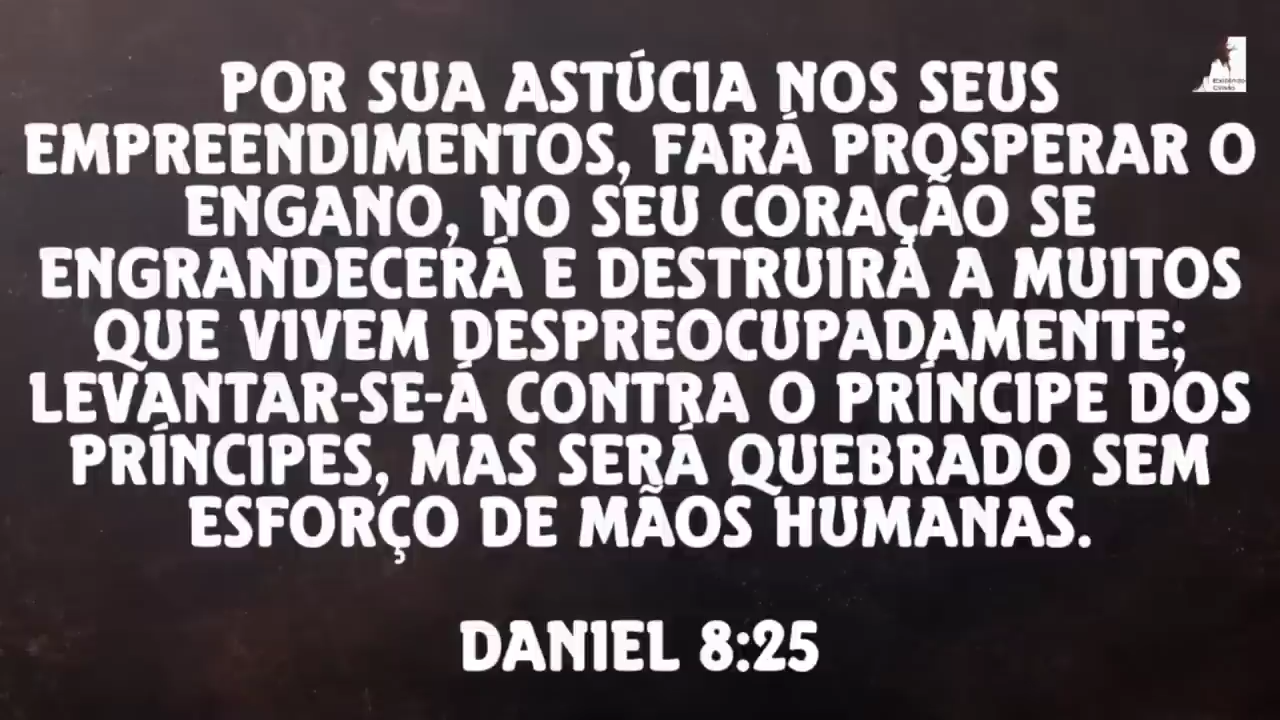 POR SUA ASTÚCIA NOS SEUS
EMPREENDIMENTOS, FARÁ PROSPERAR O
ENGANO, NO SEU CORAÇÃO SE
ENGRANDECERÁ E DESTRUIRÁ A MUITOS
QUE VIVEM DESPREOCUPADAMENTE;
LEVANTAR-SE-Á CONTRA O PRÍNCIPE DOS
PRÍNCIPES, MAS SERÁ QUEBRADO SEM
ESFORÇO DE MÃOS HUMANAS.
DANIEL 8:25